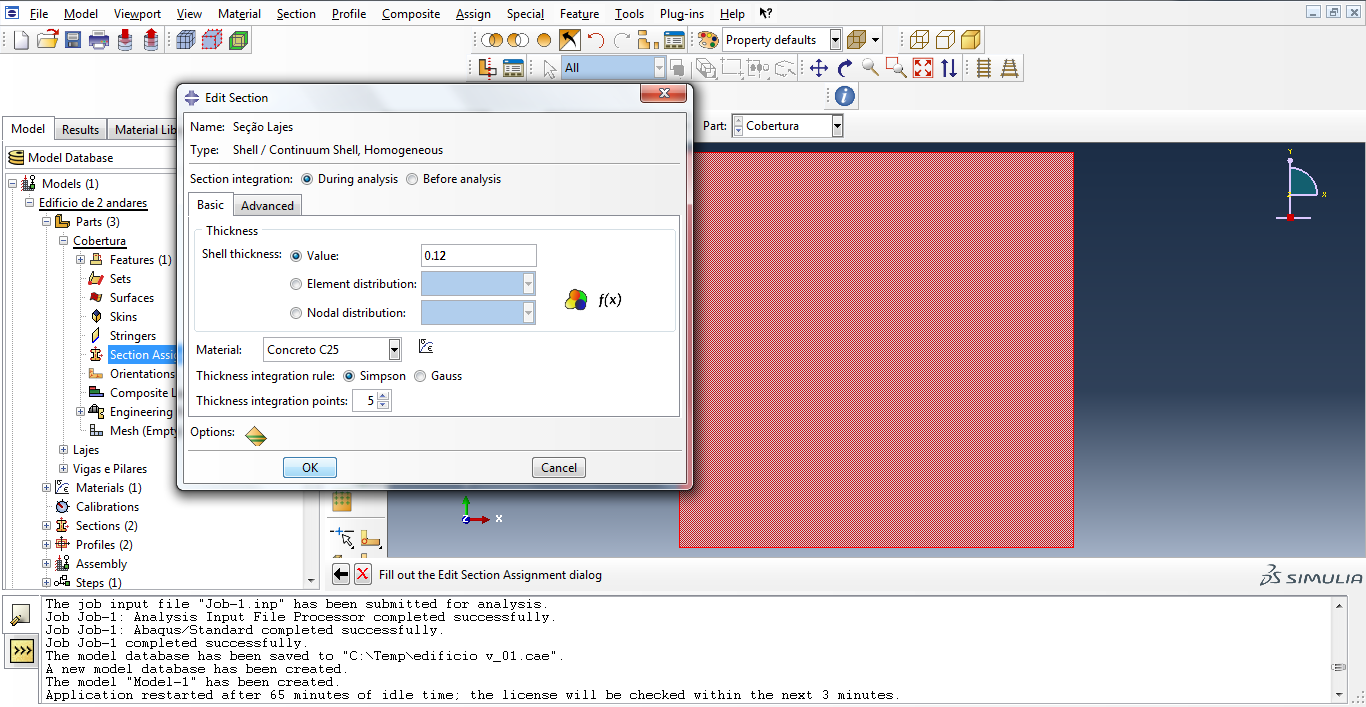 File Model Viewport View Material Section Profile Composite Assign Special Feature Tools Plug-ins Help
Property defaults
All
Model Results Material Lib
Part: Cobertura
Model Database
Models (1)
Edificio de 2 andares
Parts (3)
Cobertura
Features (1)
Sets
Surfaces
Skins
Stringers
Section Assig
Orientations
Composite L
Engineering
Mesh (Empty
Lajes
Vigas e Pilares
Materials (1)
Calibrations
Sections (2)
Profiles (2)
Assembly
Steps (1)
Edit Section
Name: Seção Lajes
Type: Shell / Continuum Shell, Homogeneous
Section integration: During analysis Before analysis
Basic Advanced
Thickness
Shell thickness: Value: 0.12
Element distribution:
f(x)
Nodal distribution:
Material: Concreto C25
Thickness integration rule: Simpson Gauss
Thickness integration points: 5
Options:
OK Cancel
Y
X
Z X
Fill out the Edit Section Assignment dialog
SIMULIA
The job input file "Job-1.inp" has been submitted for analysis.
Job Job-1: Analysis Input File Processor completed successfully.
Job Job-1: Abaqus/Standard completed successfully.
Job Job-1 completed successfully.
The model database has been saved to "C:\Temp\edificio v_01.cae".
A new model database has been created.
The model "Model-1" has been created.
Application restarted after 65 minutes of idle time; the license will be checked within the next 3 minutes.